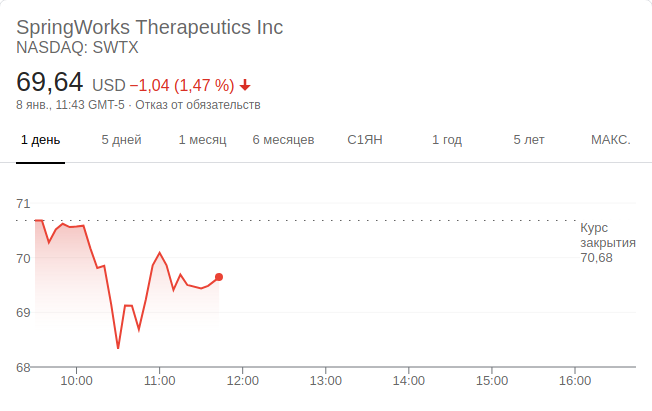 SpringWorks Therapeutics Inc
NASDAQ: SWTX
69,64 USD −1,04 (1,47 %)
8 янв., 11:43 GMT-5 · Отказ от обязательств
1 день 5 дней 1 месяц 6 месяцев С1ЯН 1 год 5 лет МАКС.
71
Курс
закрытия
70,68
70
69
68
10:00 11:00 12:00 13:00 14:00 15:00 16:00